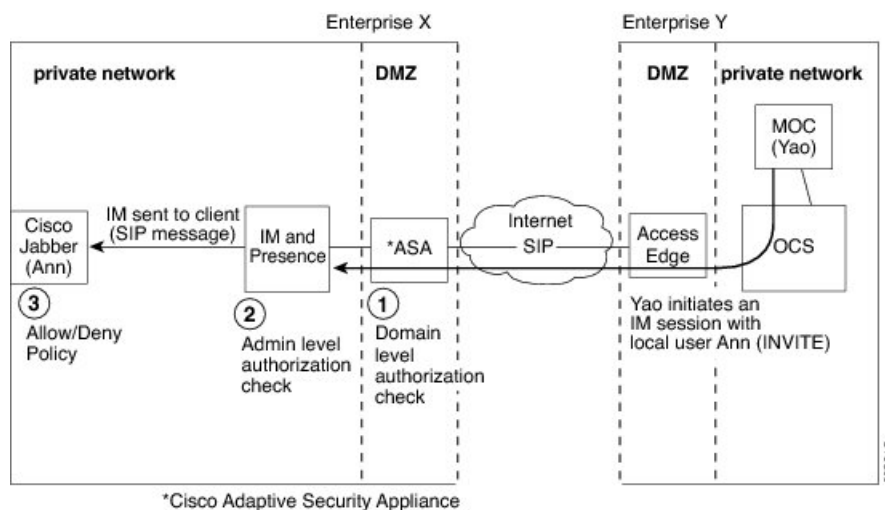 Enterprise X
Enterprise Y
private network
DMZ
DMZ
private network
MOC
(Yao)
Cisco
Jabber
(Ann)
IM sent to client
(SIP message)
IM and
Presence
*ASA
Internet
SIP
Access
Edge
OCS
3
Allow/Deny
Policy
2
Admin level
authorization
check
1
Domain
level
authorization
check
Yao initiates an
IM session with
local user Ann (INVITE)
*Cisco Adaptive Security Appliance